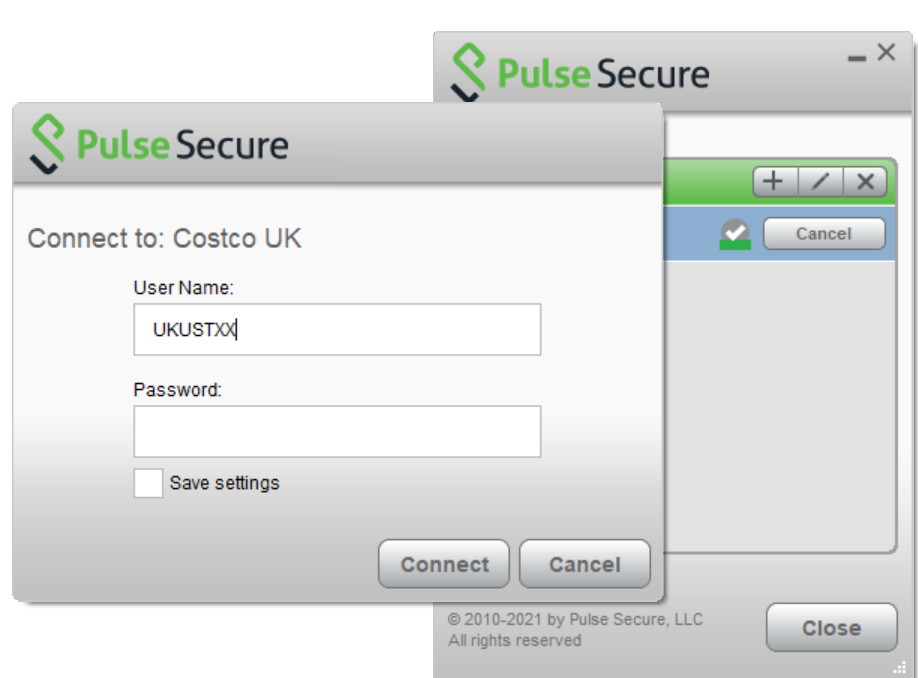 Pulse Secure
Pulse Secure
Connect to: Costco UK
User Name:
UKUSTXX
Password:
Save settings
Connect
Cancel
Cancel
© 2010-2021 by Pulse Secure, LLC
All rights reserved
Close